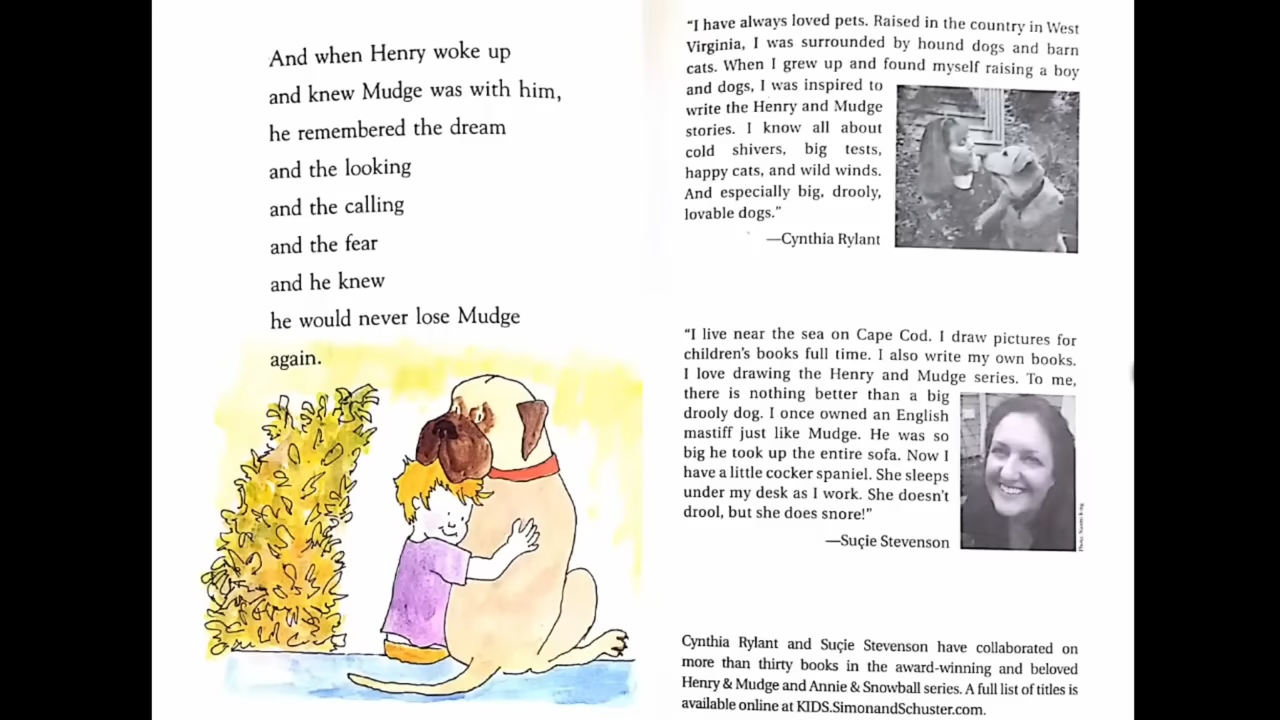 And when Henry woke up
and knew Mudge was with him,
he remembered the dream
and the looking
and the calling
and the fear
and he knew
he would never lose Mudge
again.
“I have always loved pets. Raised in the country in West
Virginia, I was surrounded by hound dogs and barn
cats. When I grew up and found myself raising a boy
and dogs, I was inspired to
write the Henry and Mudge
stories. I know all about
cold shivers, big tests,
happy cats, and wild winds.
And especially big, drooly,
lovable dogs.”
—Cynthia Rylant
“I live near the sea on Cape Cod. I draw pictures for
children's books full time. I also write my own books.
I love drawing the Henry and Mudge series. To me,
there is nothing better than a big
drooly dog. I once owned an English
mastiff just like Mudge. He was so
big he took up the entire sofa. Now I
have a little cocker spaniel. She sleeps
under my desk as I work. She doesn't
drool, but she does snore!”
—Suçie Stevenson
Cynthia Rylant and Suçie Stevenson have collaborated on
more than thirty books in the award-winning and beloved
Henry & Mudge and Annie & Snowball series. A full list of titles is
available online at KIDS.SimonandSchuster.com.